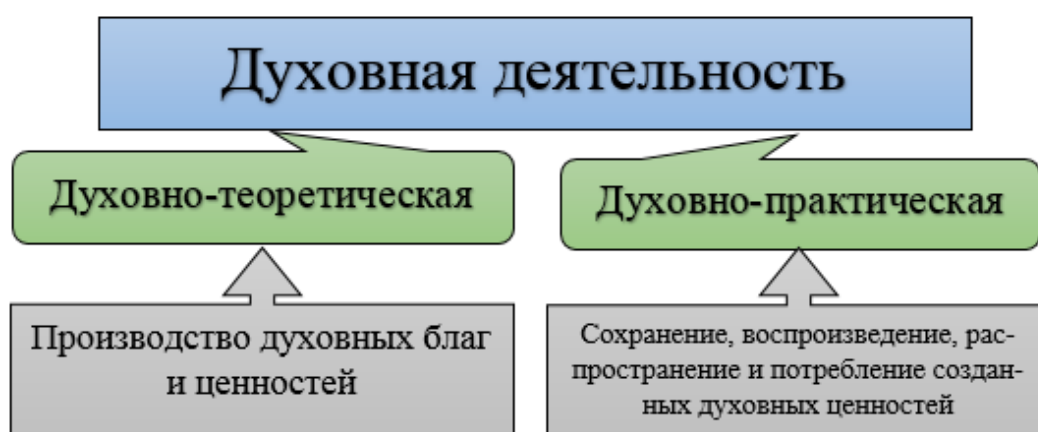 Духовная деятельность
Духовно-теоретическая
Духовно-практическая
Производство духовных благ
и ценностей
Сохранение, воспроизведение, рас-
пространение и потребление создан-
ных духовных ценностей